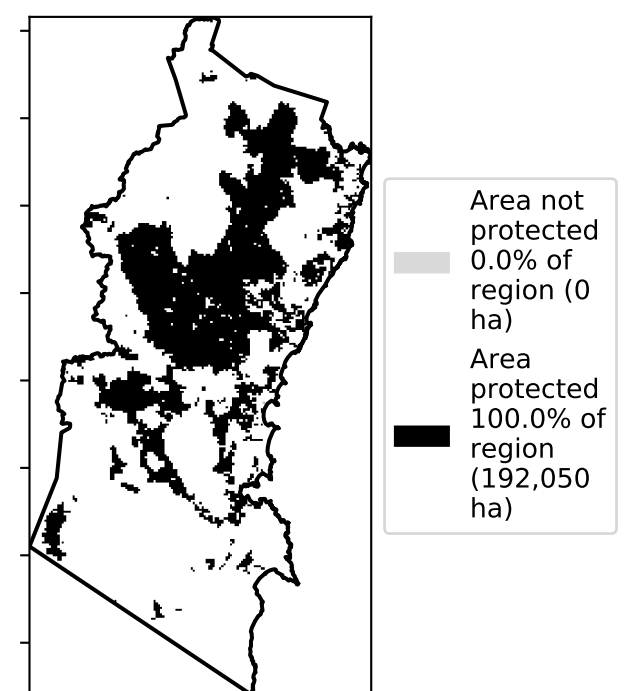 Area not
protected
0.0% of
region (0
ha)
Area
protected
100.0% of
region
(192,050
ha)